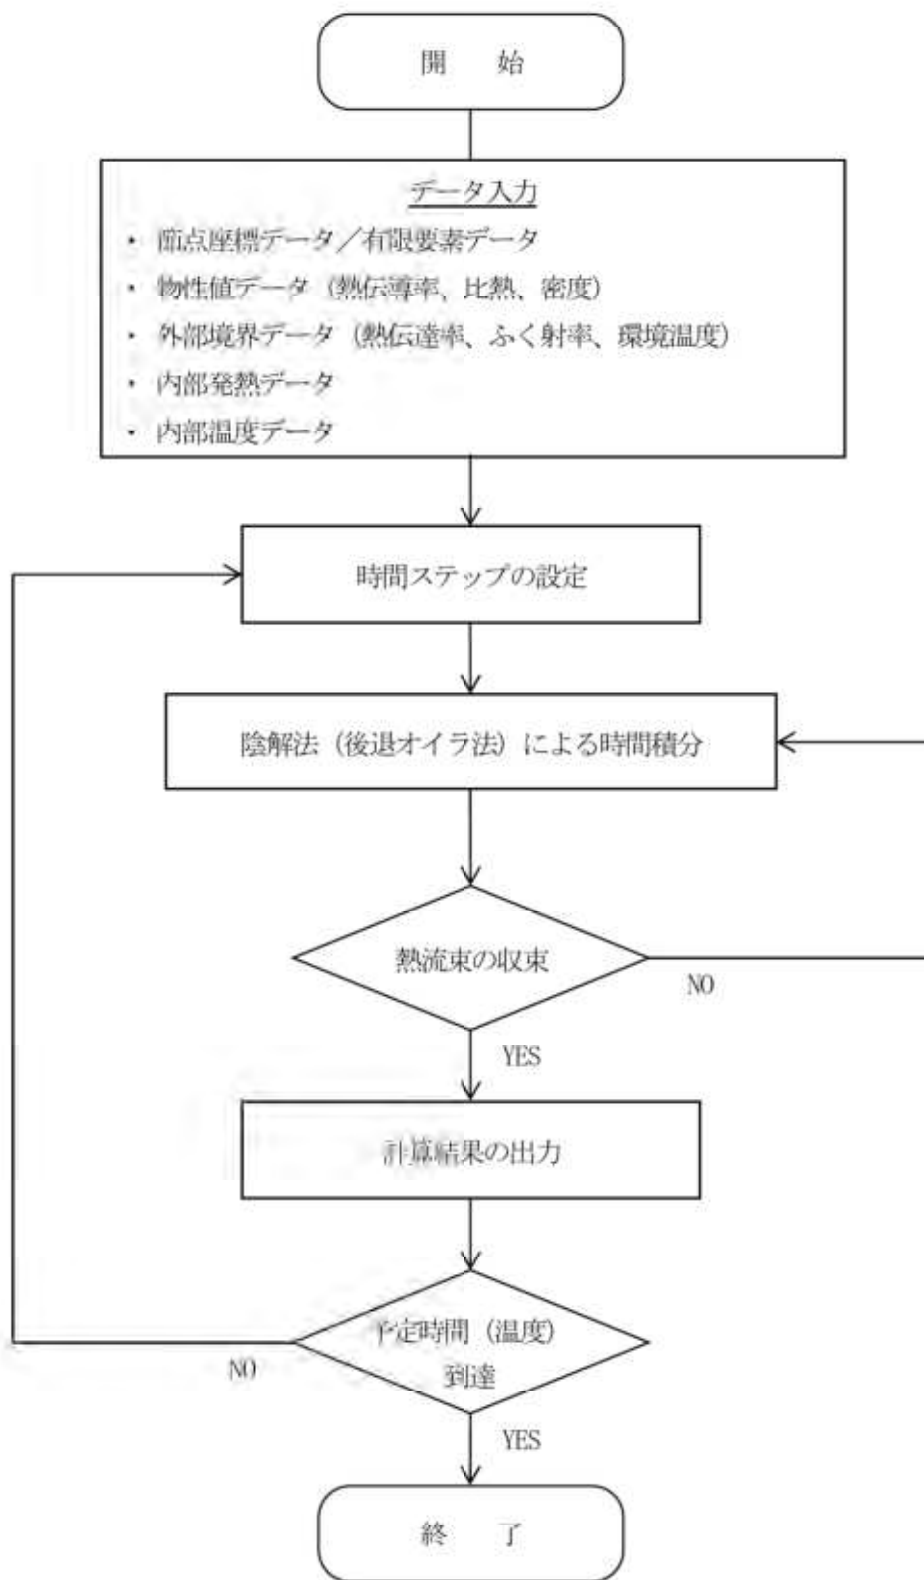 開　始
データ入力
・ 節点座標データ／有限要素データ
・ 物性値データ（熱伝導率、比熱、密度）
・ 外部境界データ（熱伝達率、ふく射率、環境温度）
・ 内部発熱データ
・ 内部温度データ
時間ステップの設定
陰解法（後退オイラ法）による時間積分
熱流束の収束
NO
YES
計算結果の出力
予定時間（温度）
到達
NO
YES
終　了